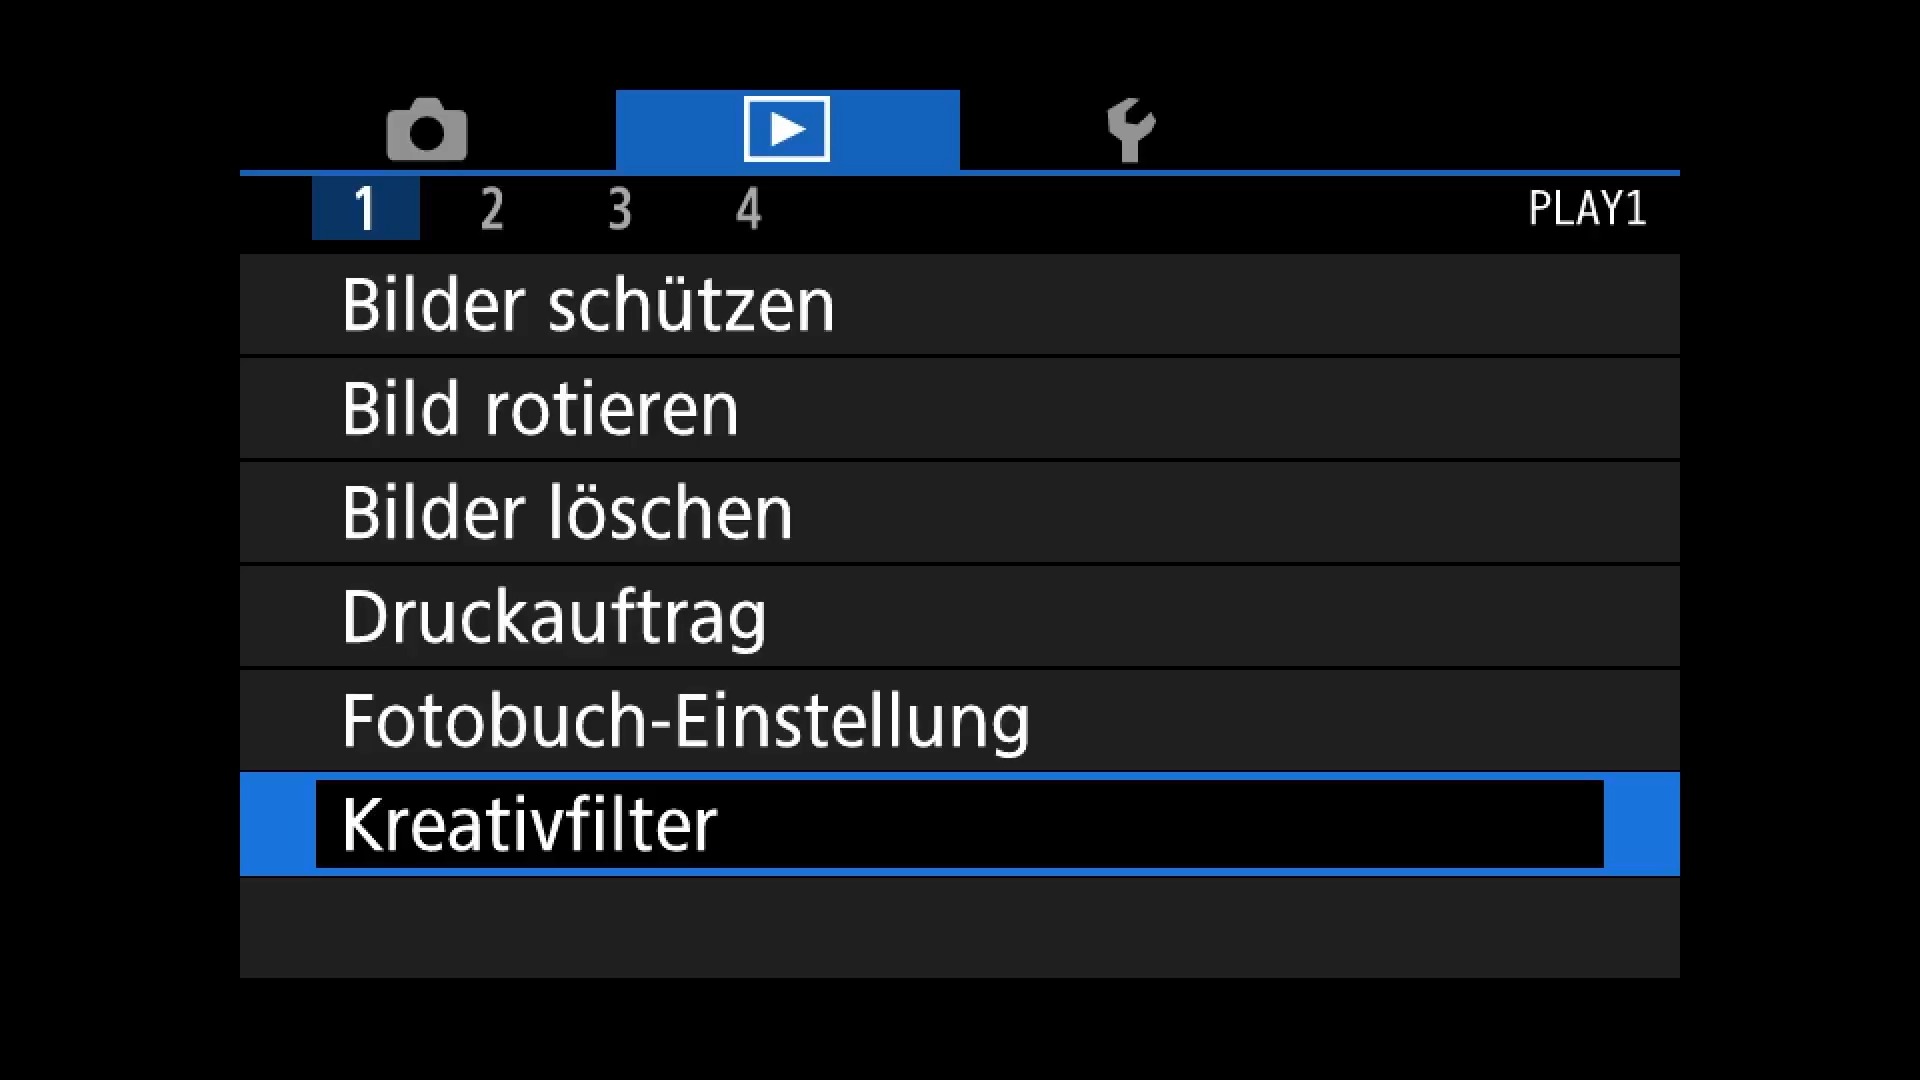 1 2 3 4 PLAY1
Bilder schützen
Bild rotieren
Bilder löschen
Druckauftrag
Fotobuch-Einstellung
Kreativfilter